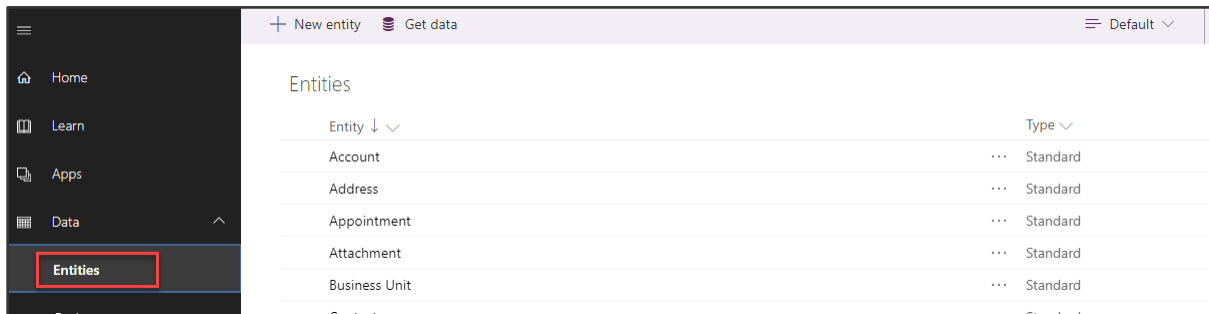 New entity Get data Default
Home
Learn
Apps
Data
Entities
Entities
Entity Type
Account ... Standard
Address ... Standard
Appointment ... Standard
Attachment ... Standard
Business Unit ... Standard